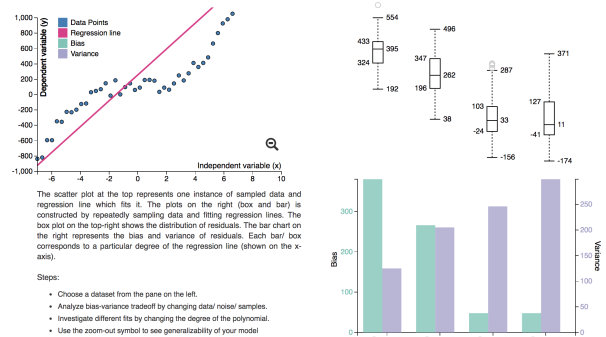 1,000
800
600
400
200
0
-200
-400
-600
-800
-1,000
Dependent variable (y)
Data Points
Regression line
Bias
Variance
-6
-4
-2
0
2
4
6
8
10
Independent variable (x)
The scatter plot at the top represents one instance of sampled data and
regression line which fits it. The plots on the right (box and bar) is
constructed by repeatedly sampling data and fitting regression lines. The
box plot on the top-right shows the distribution of residuals. The bar chart
on the right represents the bias and variance of residuals. Each bar/ box
corresponds to a particular degree of the regression line (shown on the x-
axis).
Steps:
• Choose a dataset from the pane on the left.
• Analyze bias-variance tradeoff by changing data/ noise/ samples.
• Investigate different fits by changing the degree of the polynomial.
• Use the zoom-out symbol to see generalizability of your model
554
433
395
324
192
496
347
262
196
38
287
103
33
-24
-156
371
127
11
-41
-174
300
200
100
0
Bias
250
200
150
100
50
0
Variance